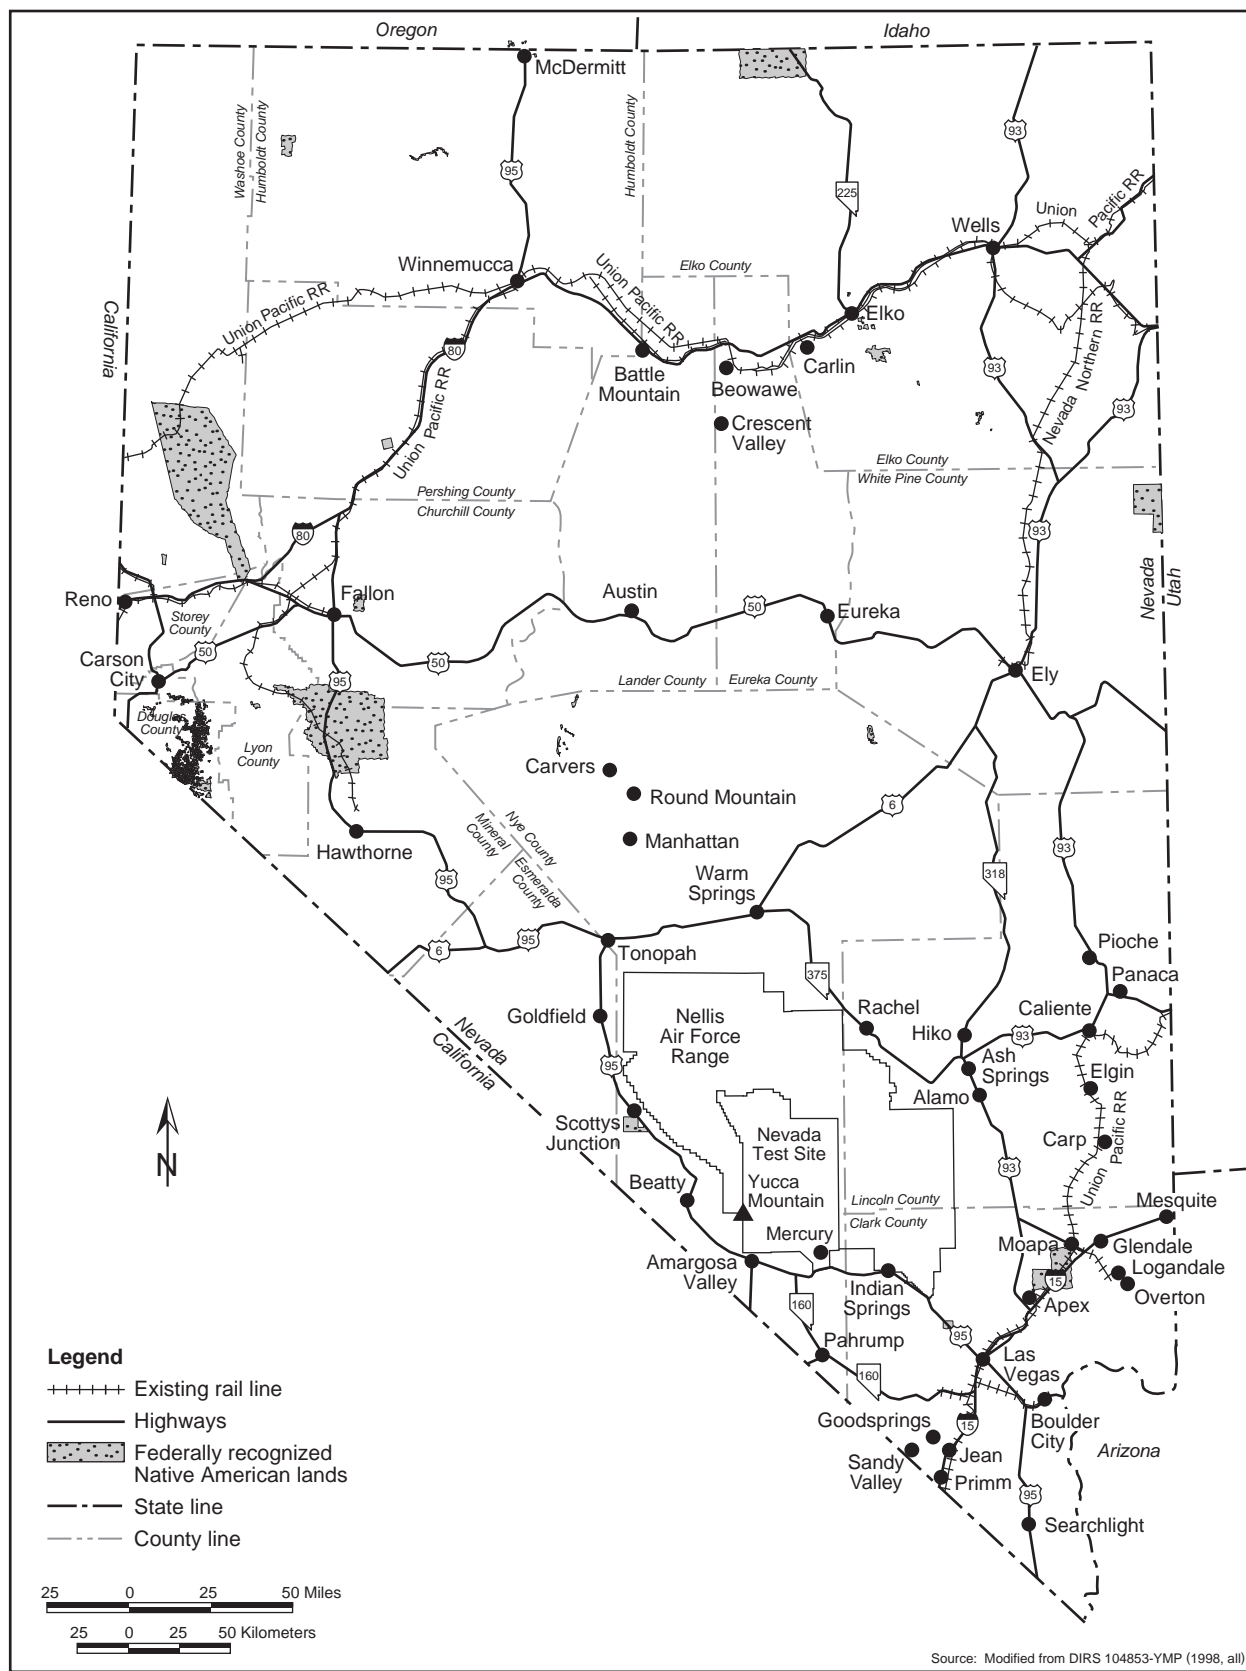 Oregon
Idaho
McDermitt
Washoe County
Humboldt County
Humboldt County
95
93
225
Union
Pacific RR
Wells
Winnemucca
Union Pacific RR
Elko County
California
Union Pacific RR
Elko
80
Battle
Mountain
Beowawe
Carlin
93
Nevada Northern RR
93
Crescent
Valley
Union
Pacific RR
Elko County
White Pine County
Pershing County
Churchill County
80
93
Nevada
Utah
Reno
Fallon
Austin
50
Eureka
Storey
County
50
50
Carson
City
95
Ely
Lander County
Eureka County
Douglas
County
Lyon
County
Carvers
Round Mountain
6
Nye County
Mineral
County
Manhattan
Hawthorne
Esmeralda
County
93
318
95
Warm
Springs
95
6
Tonopah
Pioche
Panaca
375
Nellis
Air Force
Range
Goldfield
Rachel
Hiko
93
Caliente
Nevada
California
95
Ash
Springs
Elgin
Alamo
N
Scottys
Junction
Nevada
Test Site
Carp
Union
Pacific RR
93
Beatty
Yucca
Mountain
Lincoln County
Clark County
Mesquite
Mercury
Moapa
Glendale
Amargosa
Valley
Logandale
Indian
Springs
15
Overton
Apex
160
95
Pahrump
Las
Vegas
160
Goodsprings
15
Boulder
City
Arizona
Sandy
Valley
Jean
Primm
95
Searchlight
Legend
Existing rail line
Highways
Federally recognized
Native American lands
State line
County line
25 0 25 50 Miles
25 0 25 50 Kilometers
Source: Modified from DIRS 104853-YMP (1998, all)